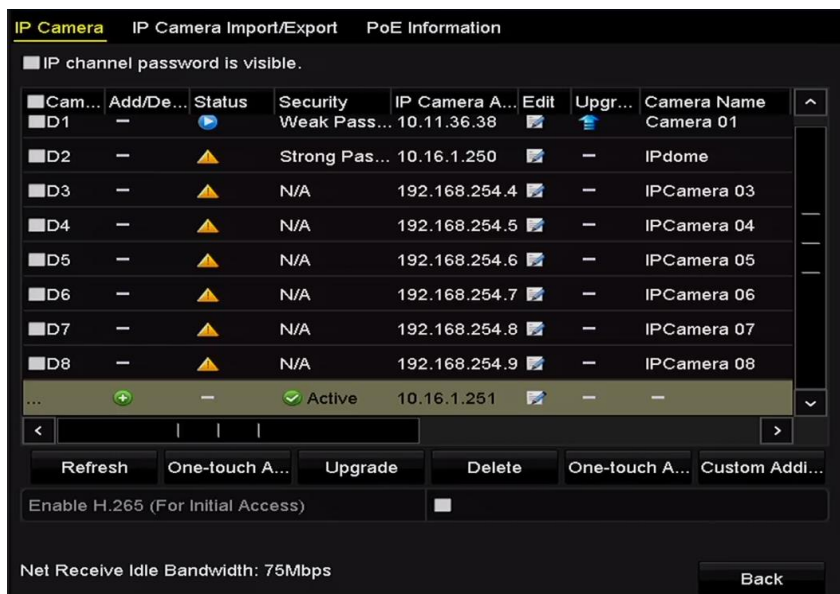 IP Camera IP Camera Import/Export PoE Information
IP channel password is visible.
Cam... Add/De... Status Security IP Camera A... Edit Upgr... Camera Name
D1 — Weak Pass... 10.11.36.38 Camera 01
D2 — Strong Pas... 10.16.1.250 — IPdome
D3 — N/A 192.168.254.4 — IPCamera 03
D4 — N/A 192.168.254.5 — IPCamera 04
D5 — N/A 192.168.254.6 — IPCamera 05
D6 — N/A 192.168.254.7 — IPCamera 06
D7 — N/A 192.168.254.8 — IPCamera 07
D8 — N/A 192.168.254.9 — IPCamera 08
... — Active 10.16.1.251 — —
Refresh One-touch A... Upgrade Delete One-touch A... Custom Addi...
Enable H.265 (For Initial Access)
Net Receive Idle Bandwidth: 75Mbps
Back